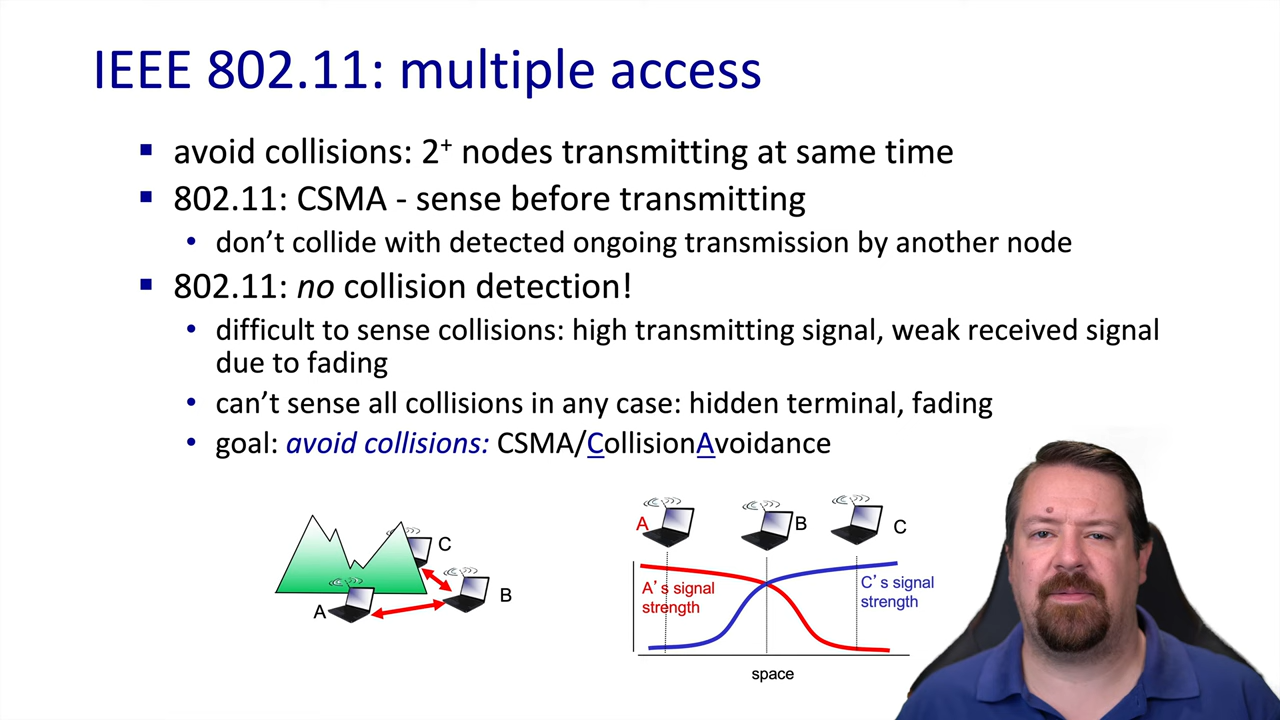 IEEE 802.11: multiple access
▪ avoid collisions: 2⁺ nodes transmitting at same time
▪ 802.11: CSMA - sense before transmitting
• don’t collide with detected ongoing transmission by another node
▪ 802.11: no collision detection!
• difficult to sense collisions: high transmitting signal, weak received signal
due to fading
• can’t sense all collisions in any case: hidden terminal, fading
• goal: avoid collisions: CSMA/CollisionAvoidance
C
B
A
A
B
C
A’s signal
strength
C’s signal
strength
space